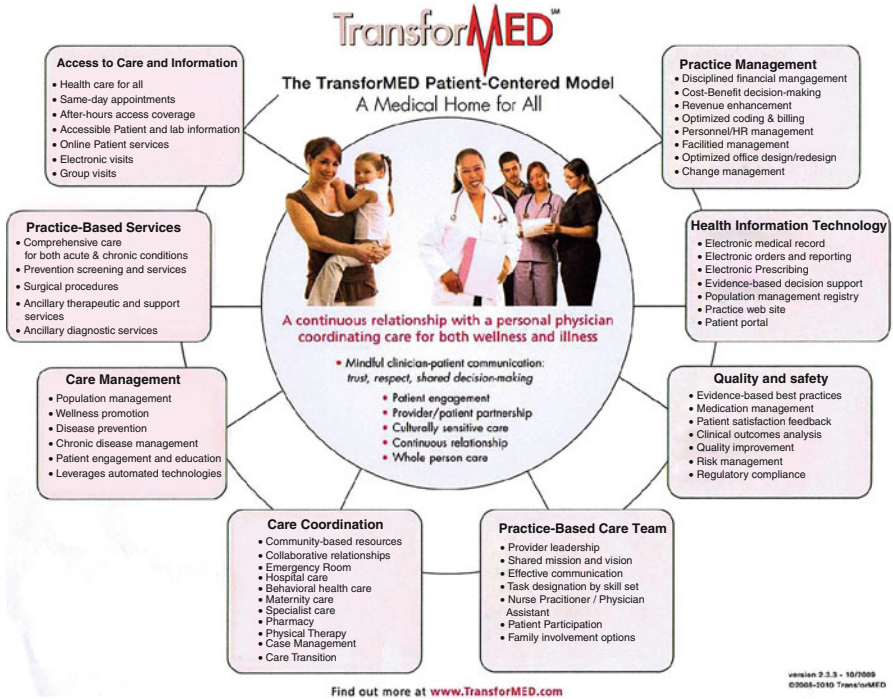 TransforMED℠
The TransforMED Patient-Centered Model
A Medical Home for All
Access to Care and Information
• Health care for all
• Same-day appointments
• After-hours access coverage
• Accessible Patient and lab information
• Online Patient services
• Electronic visits
• Group visits
Practice Management
• Disciplined financial mangagement
• Cost-Benefit decision-making
• Revenue enhancement
• Optimized coding & billing
• Personnel/HR management
• Facilitied management
• Optimized office design/redesign
• Change management
Practice-Based Services
• Comprehensive care
for both acute & chronic conditions
• Prevention screening and services
• Surgical procedures
• Ancillary therapeutic and support
services
• Ancillary diagnostic services
Health Information Technology
• Electronic medical record
• Electronic orders and reporting
• Electronic Prescribing
• Evidence-based decision support
• Population management registry
• Practice web site
• Patient portal
A continuous relationship with a personal physician
coordinating care for both wellness and illness
• Mindful clinician-patient communication:
trust, respect, shared decision-making
• Patient engagement
• Provider/patient partnership
• Culturally sensitive care
• Continuous relationship
• Whole person care
Care Management
• Population management
• Wellness promotion
• Disease prevention
• Chronic disease management
• Patient engagement and education
• Leverages automated technologies
Quality and safety
• Evidence-based best practices
• Medication management
• Patient satisfaction feedback
• Clinical outcomes analysis
• Quality improvement
• Risk management
• Regulatory compliance
Care Coordination
• Community-based resources
• Collaborative relationships
• Emergency Room
• Hospital care
• Behavioral health care
• Maternity care
• Specialist care
• Pharmacy
• Physical Therapy
• Case Management
• Care Transition
Practice-Based Care Team
• Provider leadership
• Shared mission and vision
• Effective communication
• Task designation by skill set
• Nurse Pracitioner / Physician
Assistant
• Patient Participation
• Family involvement options
Find out more at www.TransforMED.com
version 2.3.3 - 10/2009
©2008-2010 TransforMED